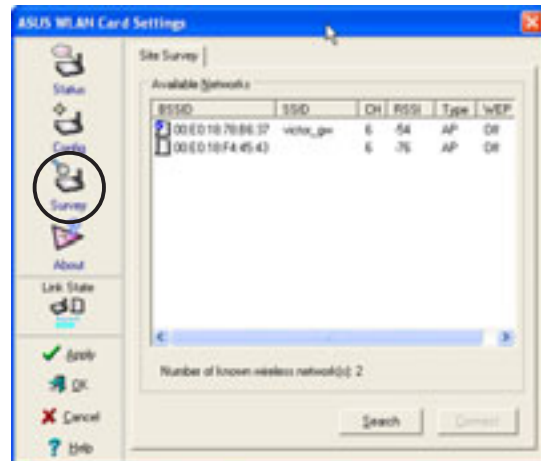 ASUS WLAN Card Settings
Status
Config
Survey
About
Link State
Apply
OK
Cancel
Help
Site Survey
Available Networks
BSSID SSID CH RSSI Type WEP
00:E0:18:78:B6:37 victor_gw 6 -54 AP Off
00:E0:18:F4:45:43 6 -76 AP Off
Number of known wireless network(s): 2
Search Connect